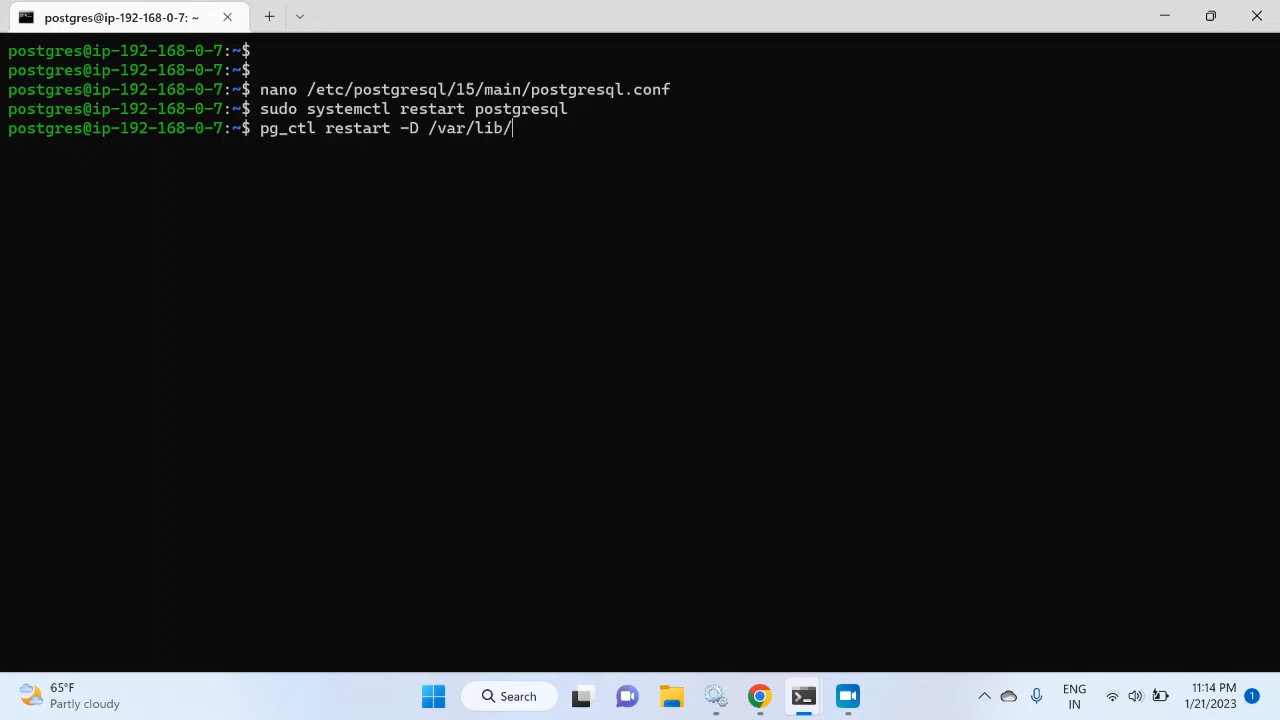 postgres@ip-192-168-0-7: ~
postgres@ip-192-168-0-7:~$
postgres@ip-192-168-0-7:~$
postgres@ip-192-168-0-7:~$ nano /etc/postgresql/15/main/postgresql.conf
postgres@ip-192-168-0-7:~$ sudo systemctl restart postgresql
postgres@ip-192-168-0-7:~$ pg_ctl restart -D /var/lib/
65°F
Partly cloudy
Search
ENG
IN
11:14 PM
1/21/2023
1